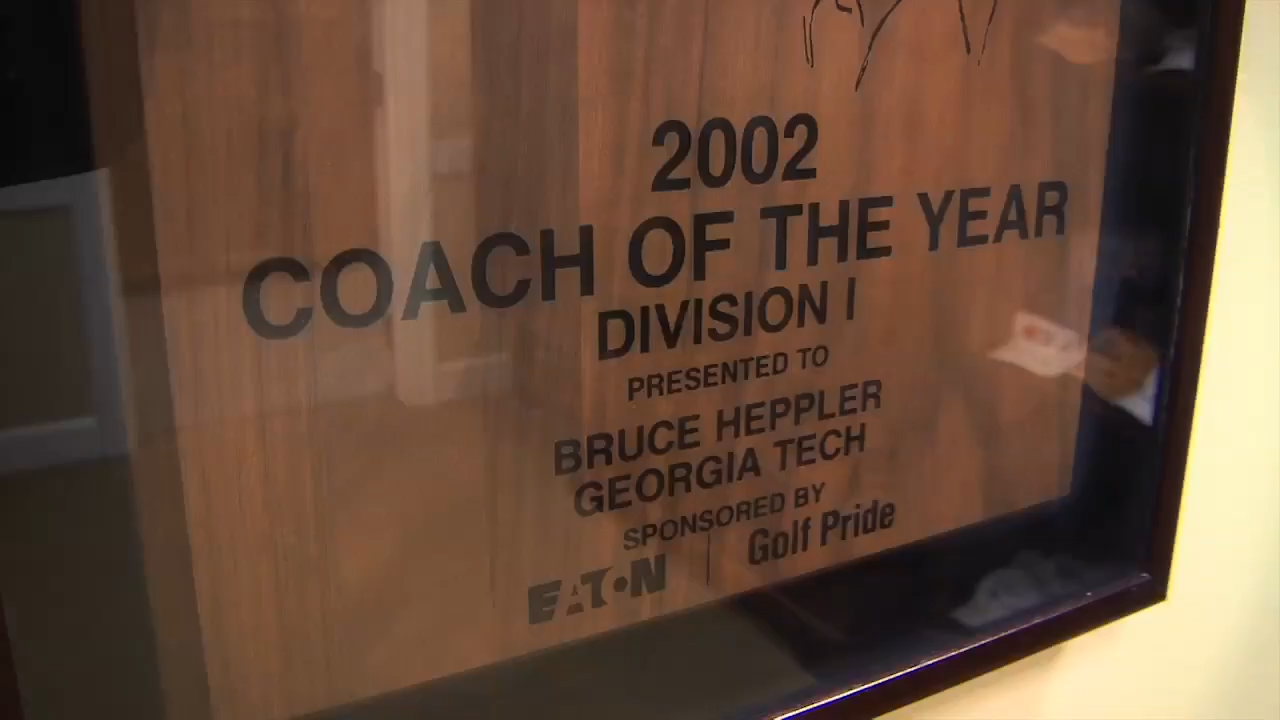 2002
COACH OF THE YEAR
DIVISION I
PRESENTED TO
BRUCE HEPPLER
GEORGIA TECH
SPONSORED BY
EATON | Golf Pride